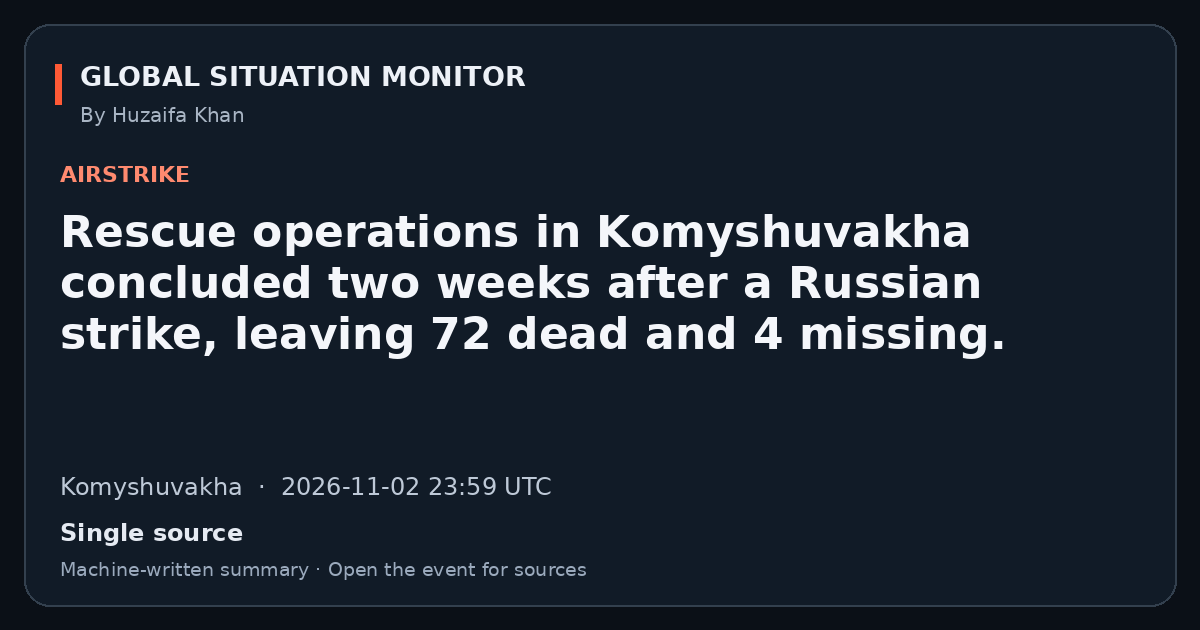 GLOBAL SITUATION MONITOR
By Huzaifa Khan
AIRSTRIKE
Rescue operations in Komyshuvakha
concluded two weeks after a Russian
strike, leaving 72 dead and 4 missing.
Komyshuvakha · 2026-11-02 23:59 UTC
Single source
Machine-written summary · Open the event for sources